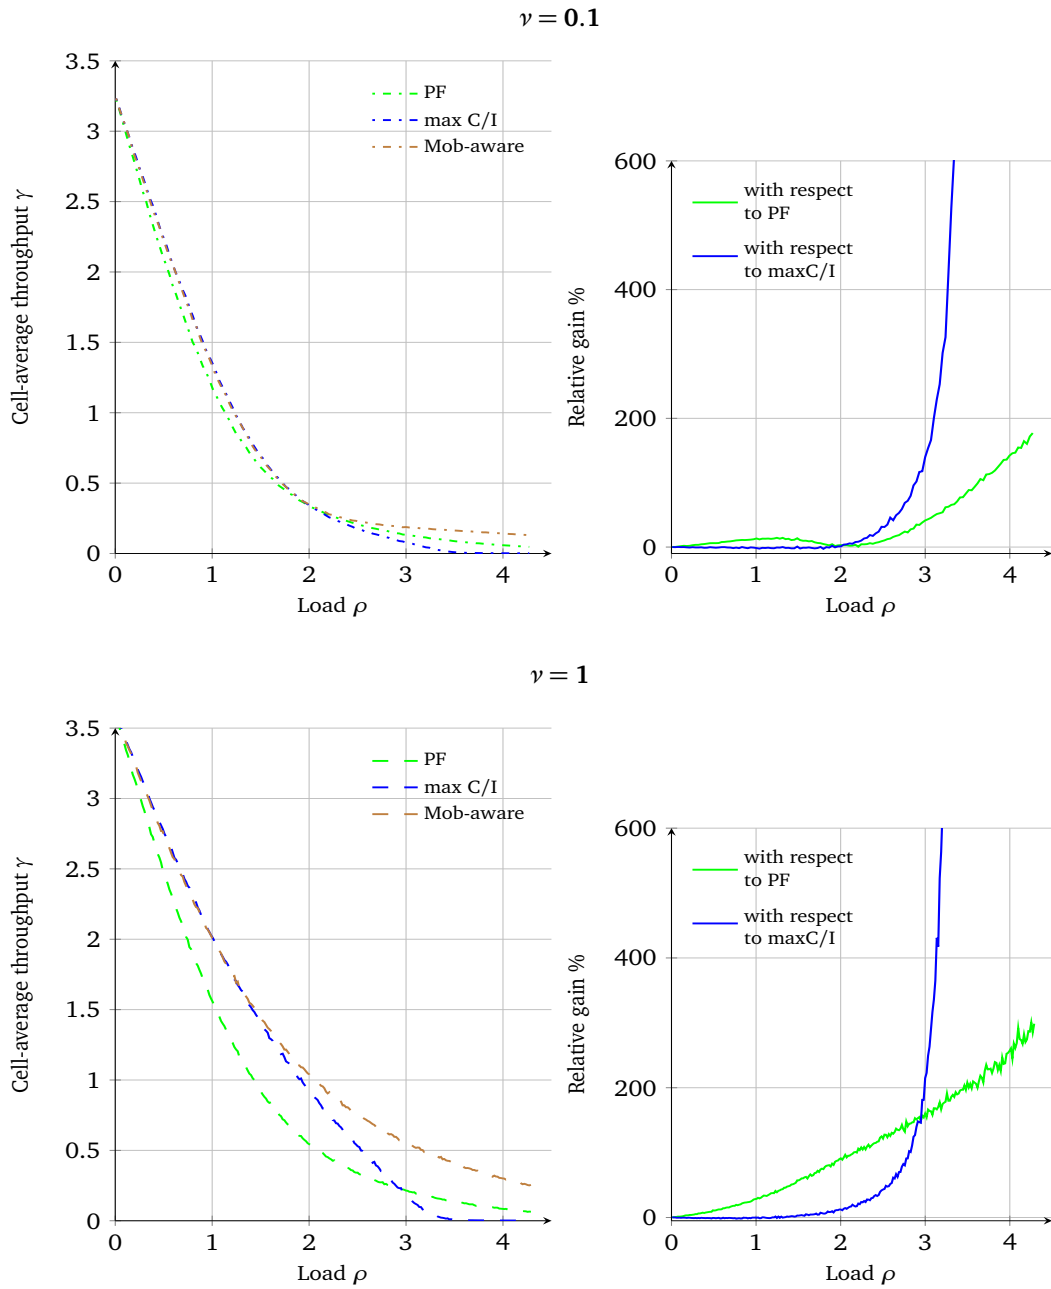 ν = 0.1
3.5
3
2.5
2
1.5
1
0.5
0
0
1
2
3
4
Cell-average throughput γ
Load ρ
PF
max C/I
Mob-aware
600
400
200
0
0
1
2
3
4
Relative gain %
Load ρ
with respect
to PF
with respect
to maxC/I
ν = 1
3.5
3
2.5
2
1.5
1
0.5
0
0
1
2
3
4
Cell-average throughput γ
Load ρ
PF
max C/I
Mob-aware
600
400
200
0
0
1
2
3
4
Relative gain %
Load ρ
with respect
to PF
with respect
to maxC/I